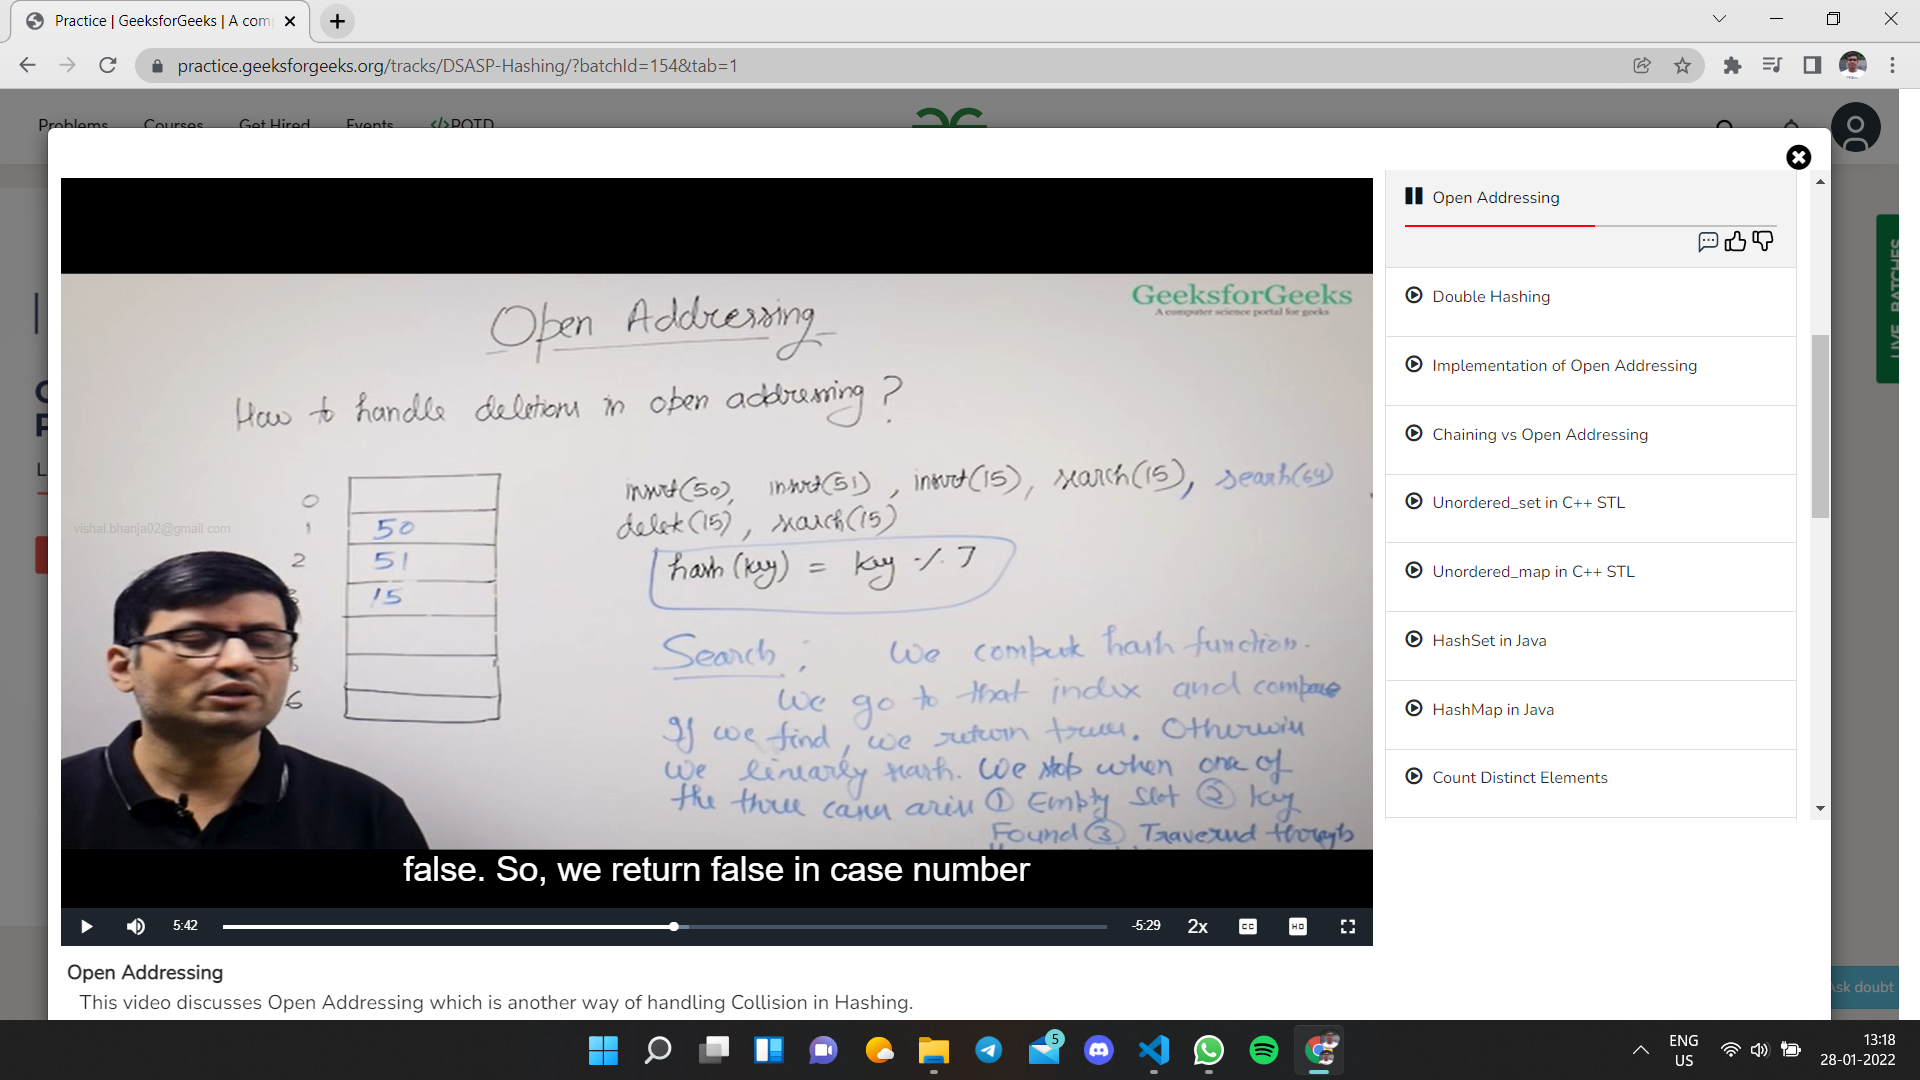 Practice | GeeksforGeeks | A com
practice.geeksforgeeks.org/tracks/DSASP-Hashing/?batchId=154&tab=1
Problems Courses Get Hired Events </>POTD
Open Addressing
GeeksforGeeks
A computer science portal for geeks
How to handle deletions in open addressing?
insert(50), insert(51), insert(15), search(15), search(64)
delete(15), search(15)
hash(key) = key % 7
0
1 50
2 51
15
6
vishal.bhanja02@gmail.com
Search: We compute hash function.
We go to that index and compare
If we find, we return true. Otherwise
we linearly search. We stop when one of
the three cases arise ① Empty Slot ② Key
Found ③ Traversed through
false. So, we return false in case number
5:42 -5:29 2x CC HD
Open Addressing
This video discusses Open Addressing which is another way of handling Collision in Hashing.
Open Addressing
Double Hashing
Implementation of Open Addressing
Chaining vs Open Addressing
Unordered_set in C++ STL
Unordered_map in C++ STL
HashSet in Java
HashMap in Java
Count Distinct Elements
LIVE BATCHES
Ask doubt
5
ENG
US
13:18
28-01-2022